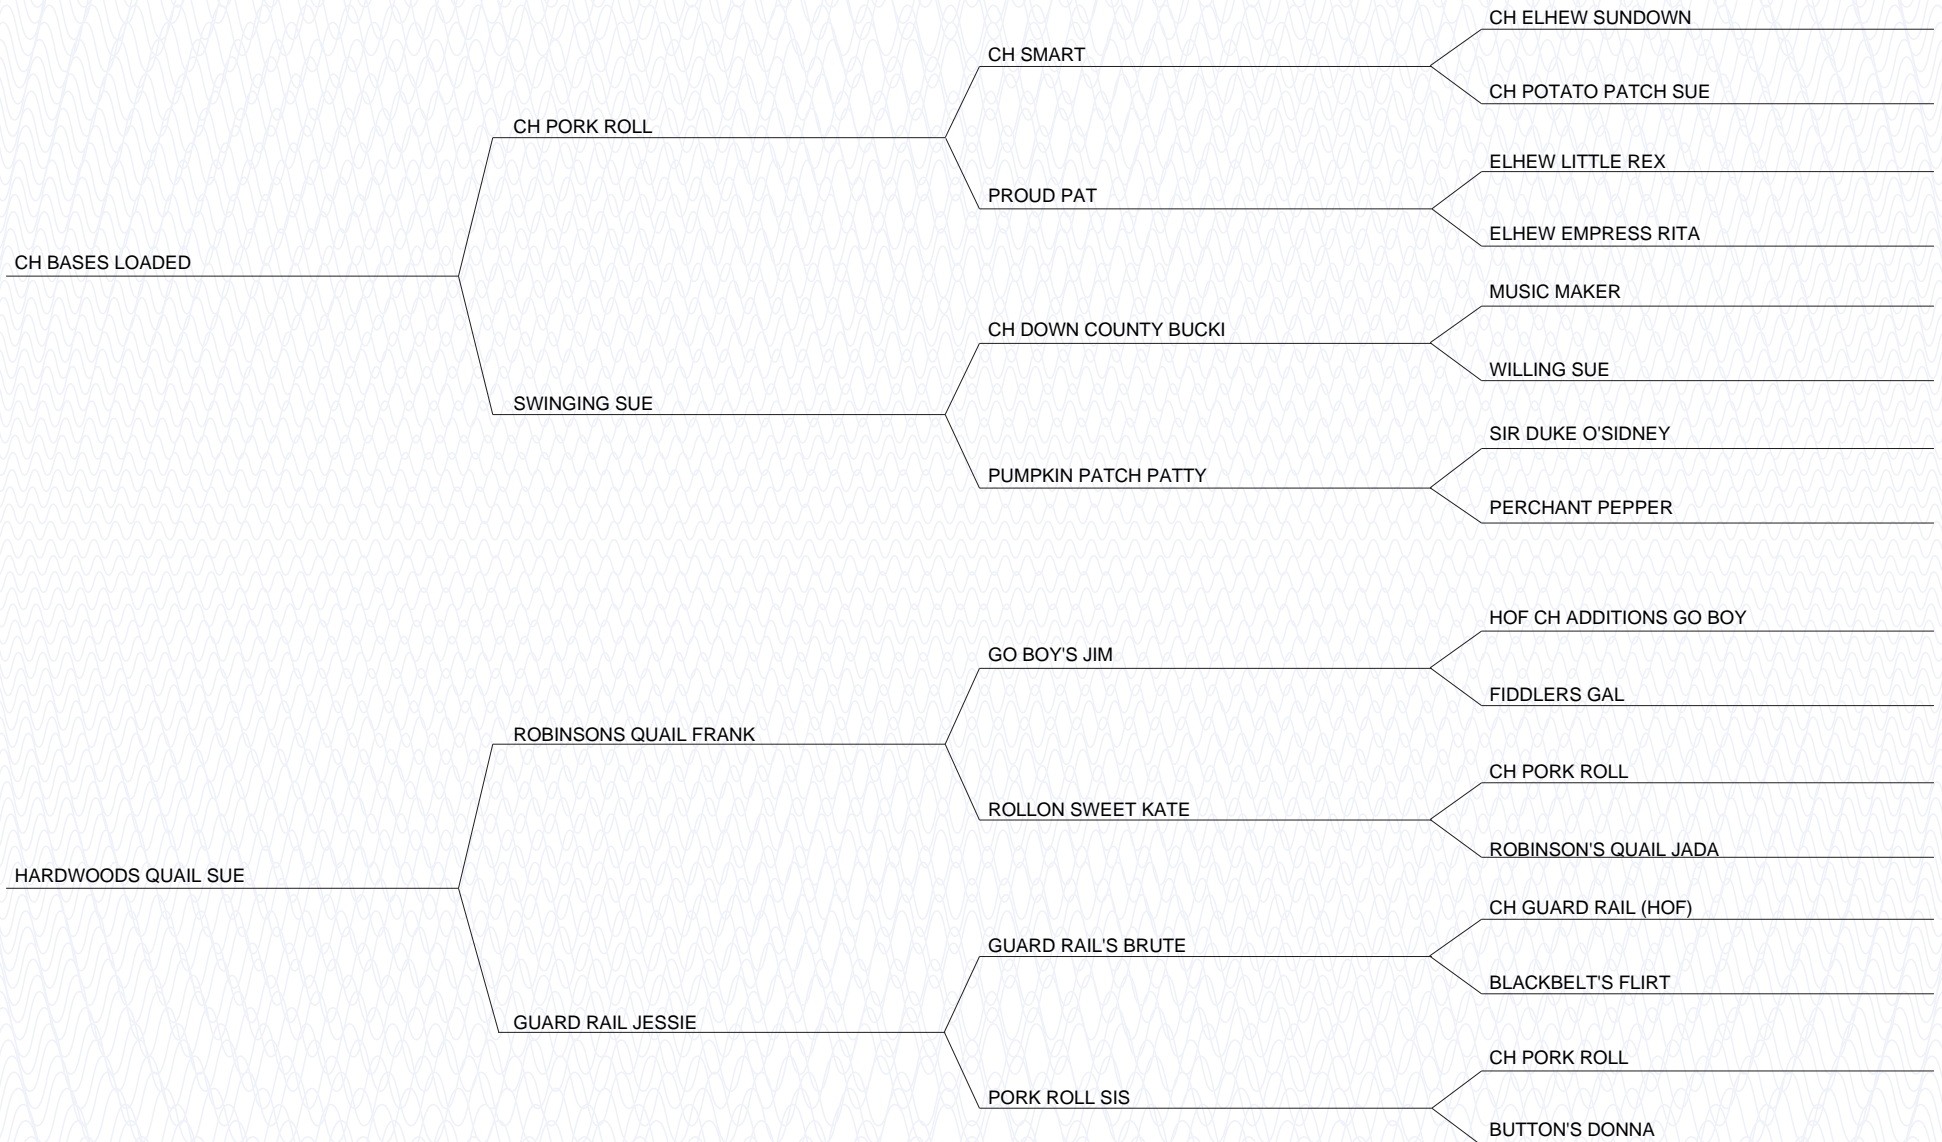 CH ELHEW SUNDOWN
CH SMART
CH POTATO PATCH SUE
CH PORK ROLL
ELHEW LITTLE REX
PROUD PAT
ELHEW EMPRESS RITA
CH BASES LOADED
MUSIC MAKER
CH DOWN COUNTY BUCKI
WILLING SUE
SWINGING SUE
SIR DUKE O'SIDNEY
PUMPKIN PATCH PATTY
PERCHANT PEPPER
HOF CH ADDITIONS GO BOY
GO BOY'S JIM
FIDDLERS GAL
ROBINSONS QUAIL FRANK
CH PORK ROLL
ROLLON SWEET KATE
ROBINSON'S QUAIL JADA
HARDWOODS QUAIL SUE
CH GUARD RAIL (HOF)
GUARD RAIL'S BRUTE
BLACKBELT'S FLIRT
GUARD RAIL JESSIE
CH PORK ROLL
PORK ROLL SIS
BUTTON'S DONNA